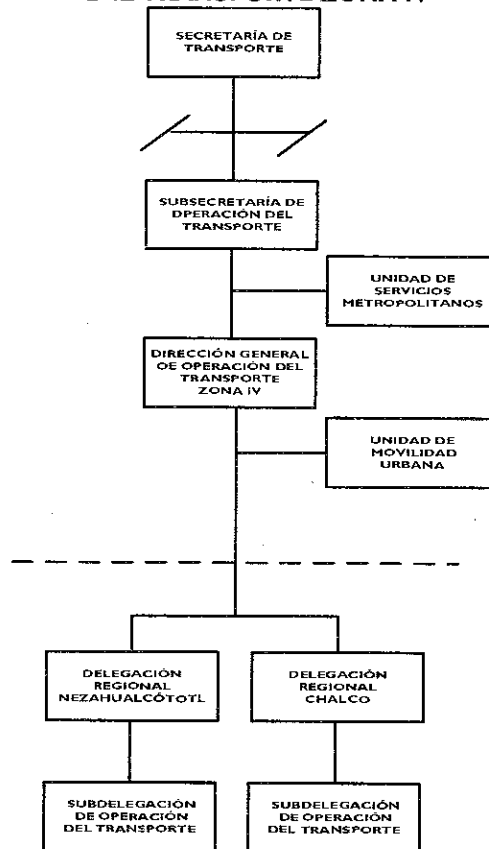 SECRETARÍA DE
TRANSPORTE
SUBSECRETARÍA DE
OPERACIÓN DEL
TRANSPORTE
UNIDAD DE
SERVICIOS
METROPOLITANOS
DIRECCIÓN GENERAL
OE OPERACIÓN DEL
TRANSPORTE
ZONA IV
UNIDAD DE
MOVILIDAD
URBANA
DELEGACIÓN
REGIONAL
NEZAHUALCÓTOTL
DELEGACIÓN
REGIONAL
CHALCO
SUBDELEGACIÓN
DE OPERACIÓN
DEL TRANSPORTE
SUBDELEGACIÓN
DE OPERACIÓN
DEL TRANSPORTE